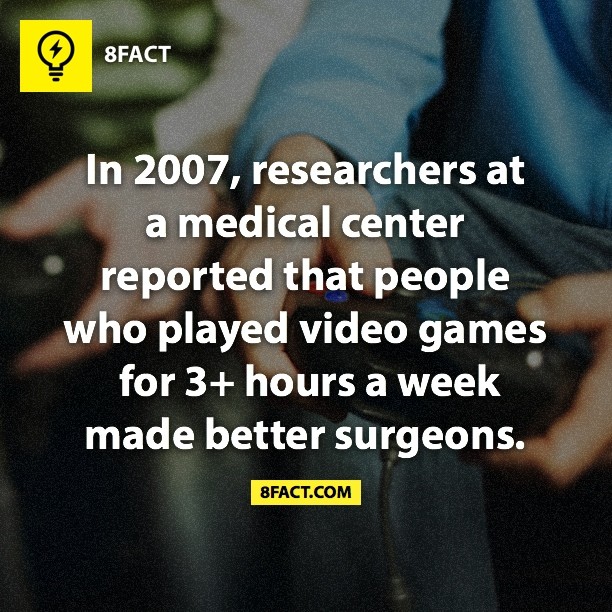 8FACT
In 2007, researchers at
a medical center
reported that people
who played video games
for 3+ hours a week
made better surgeons.
8FACT.COM